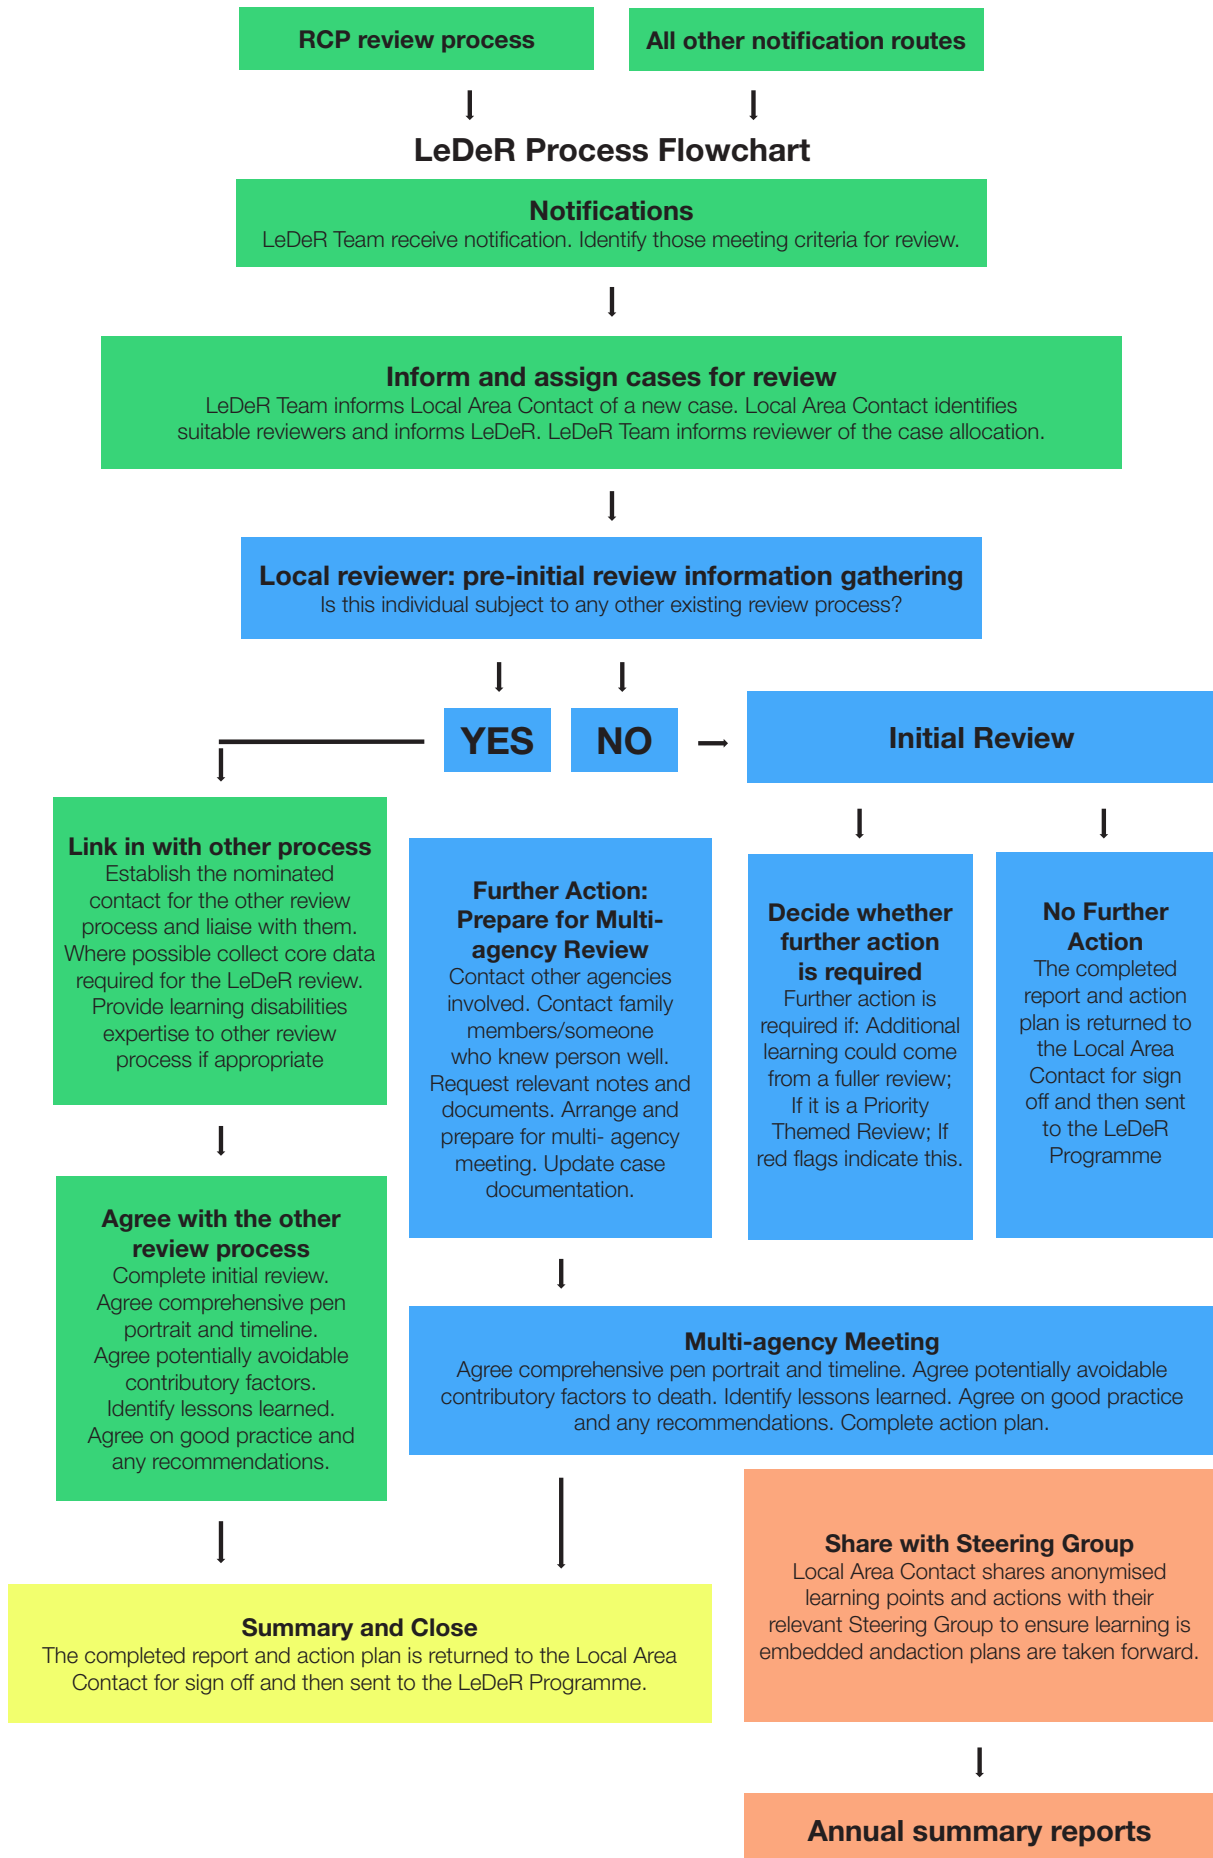 RCP review process
All other notification routes
LeDeR Process Flowchart
Notifications
LeDeR Team receive notification. Identify those meeting criteria for review.
Inform and assign cases for review
LeDeR Team informs Local Area Contact of a new case. Local Area Contact identifies
suitable reviewers and informs LeDeR. LeDeR Team informs reviewer of the case allocation.
Local reviewer: pre-initial review information gathering
Is this individual subject to any other existing review process?
YES
NO
Initial Review
Link in with other process
Establish the nominated
contact for the other review
process and liaise with them.
Where possible collect core data
required for the LeDeR review.
Provide learning disabilities
expertise to other review
process if appropriate
Further Action:
Prepare for Multi-
agency Review
Contact other agencies
involved. Contact family
members/someone
who knew person well.
Request relevant notes and
documents. Arrange and
prepare for multi- agency
meeting. Update case
documentation.
Decide whether
further action
is required
Further action is
required if: Additional
learning could come
from a fuller review;
If it is a Priority
Themed Review; If
red flags indicate this.
No Further
Action
The completed
report and action
plan is returned to
the Local Area
Contact for sign
off and then sent
to the LeDeR
Programme
Agree with the other
review process
Complete initial review.
Agree comprehensive pen
portrait and timeline.
Agree potentially avoidable
contributory factors.
Identify lessons learned.
Agree on good practice and
any recommendations.
Multi-agency Meeting
Agree comprehensive pen portrait and timeline. Agree potentially avoidable
contributory factors to death. Identify lessons learned. Agree on good practice
and any recommendations. Complete action plan.
Share with Steering Group
Local Area Contact shares anonymised
learning points and actions with their
relevant Steering Group to ensure learning is
embedded andaction plans are taken forward.
Summary and Close
The completed report and action plan is returned to the Local Area
Contact for sign off and then sent to the LeDeR Programme.
Annual summary reports